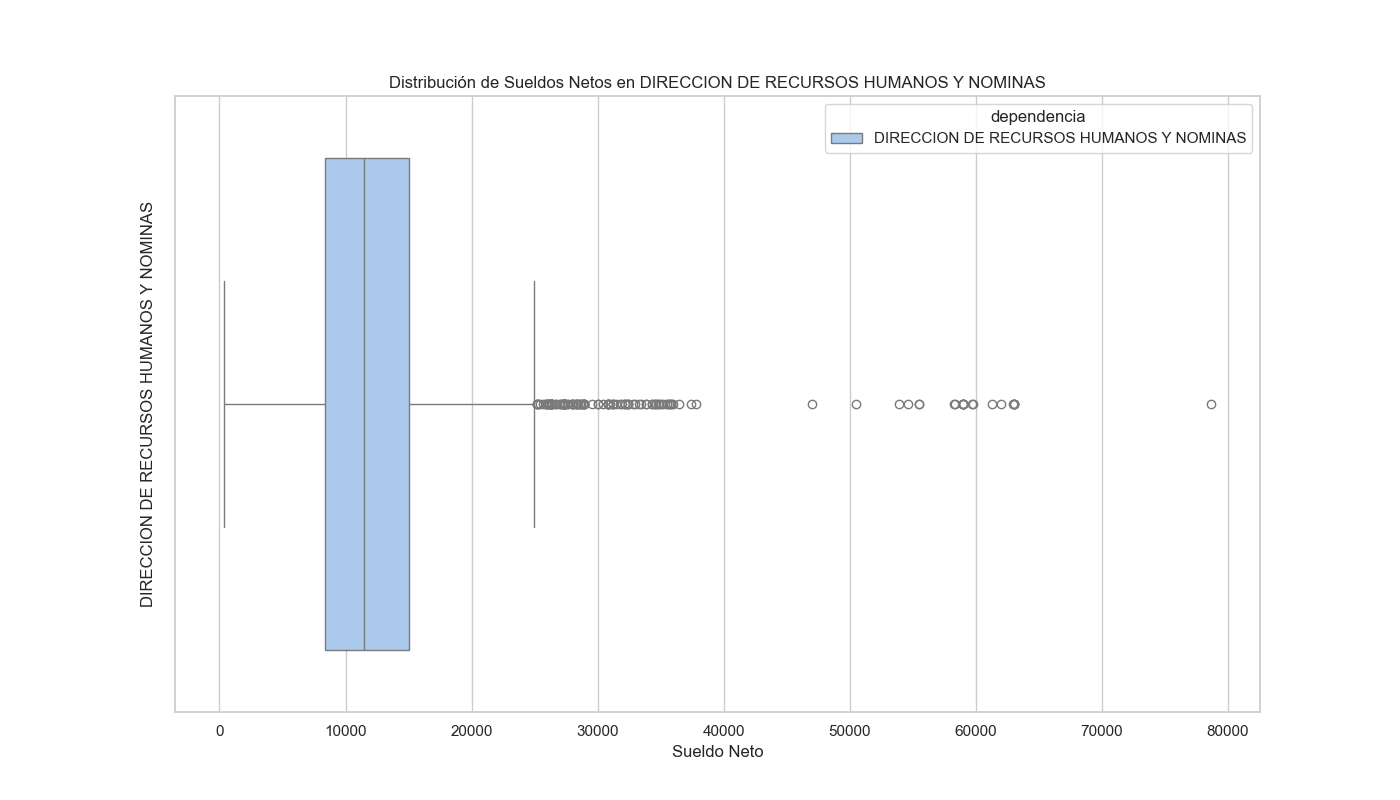 Distribución de Sueldos Netos en DIRECCION DE RECURSOS HUMANOS Y NOMINAS
dependencia
DIRECCION DE RECURSOS HUMANOS Y NOMINAS
DIRECCION DE RECURSOS HUMANOS Y NOMINAS
0 10000 20000 30000 40000 50000 60000 70000 80000
Sueldo Neto